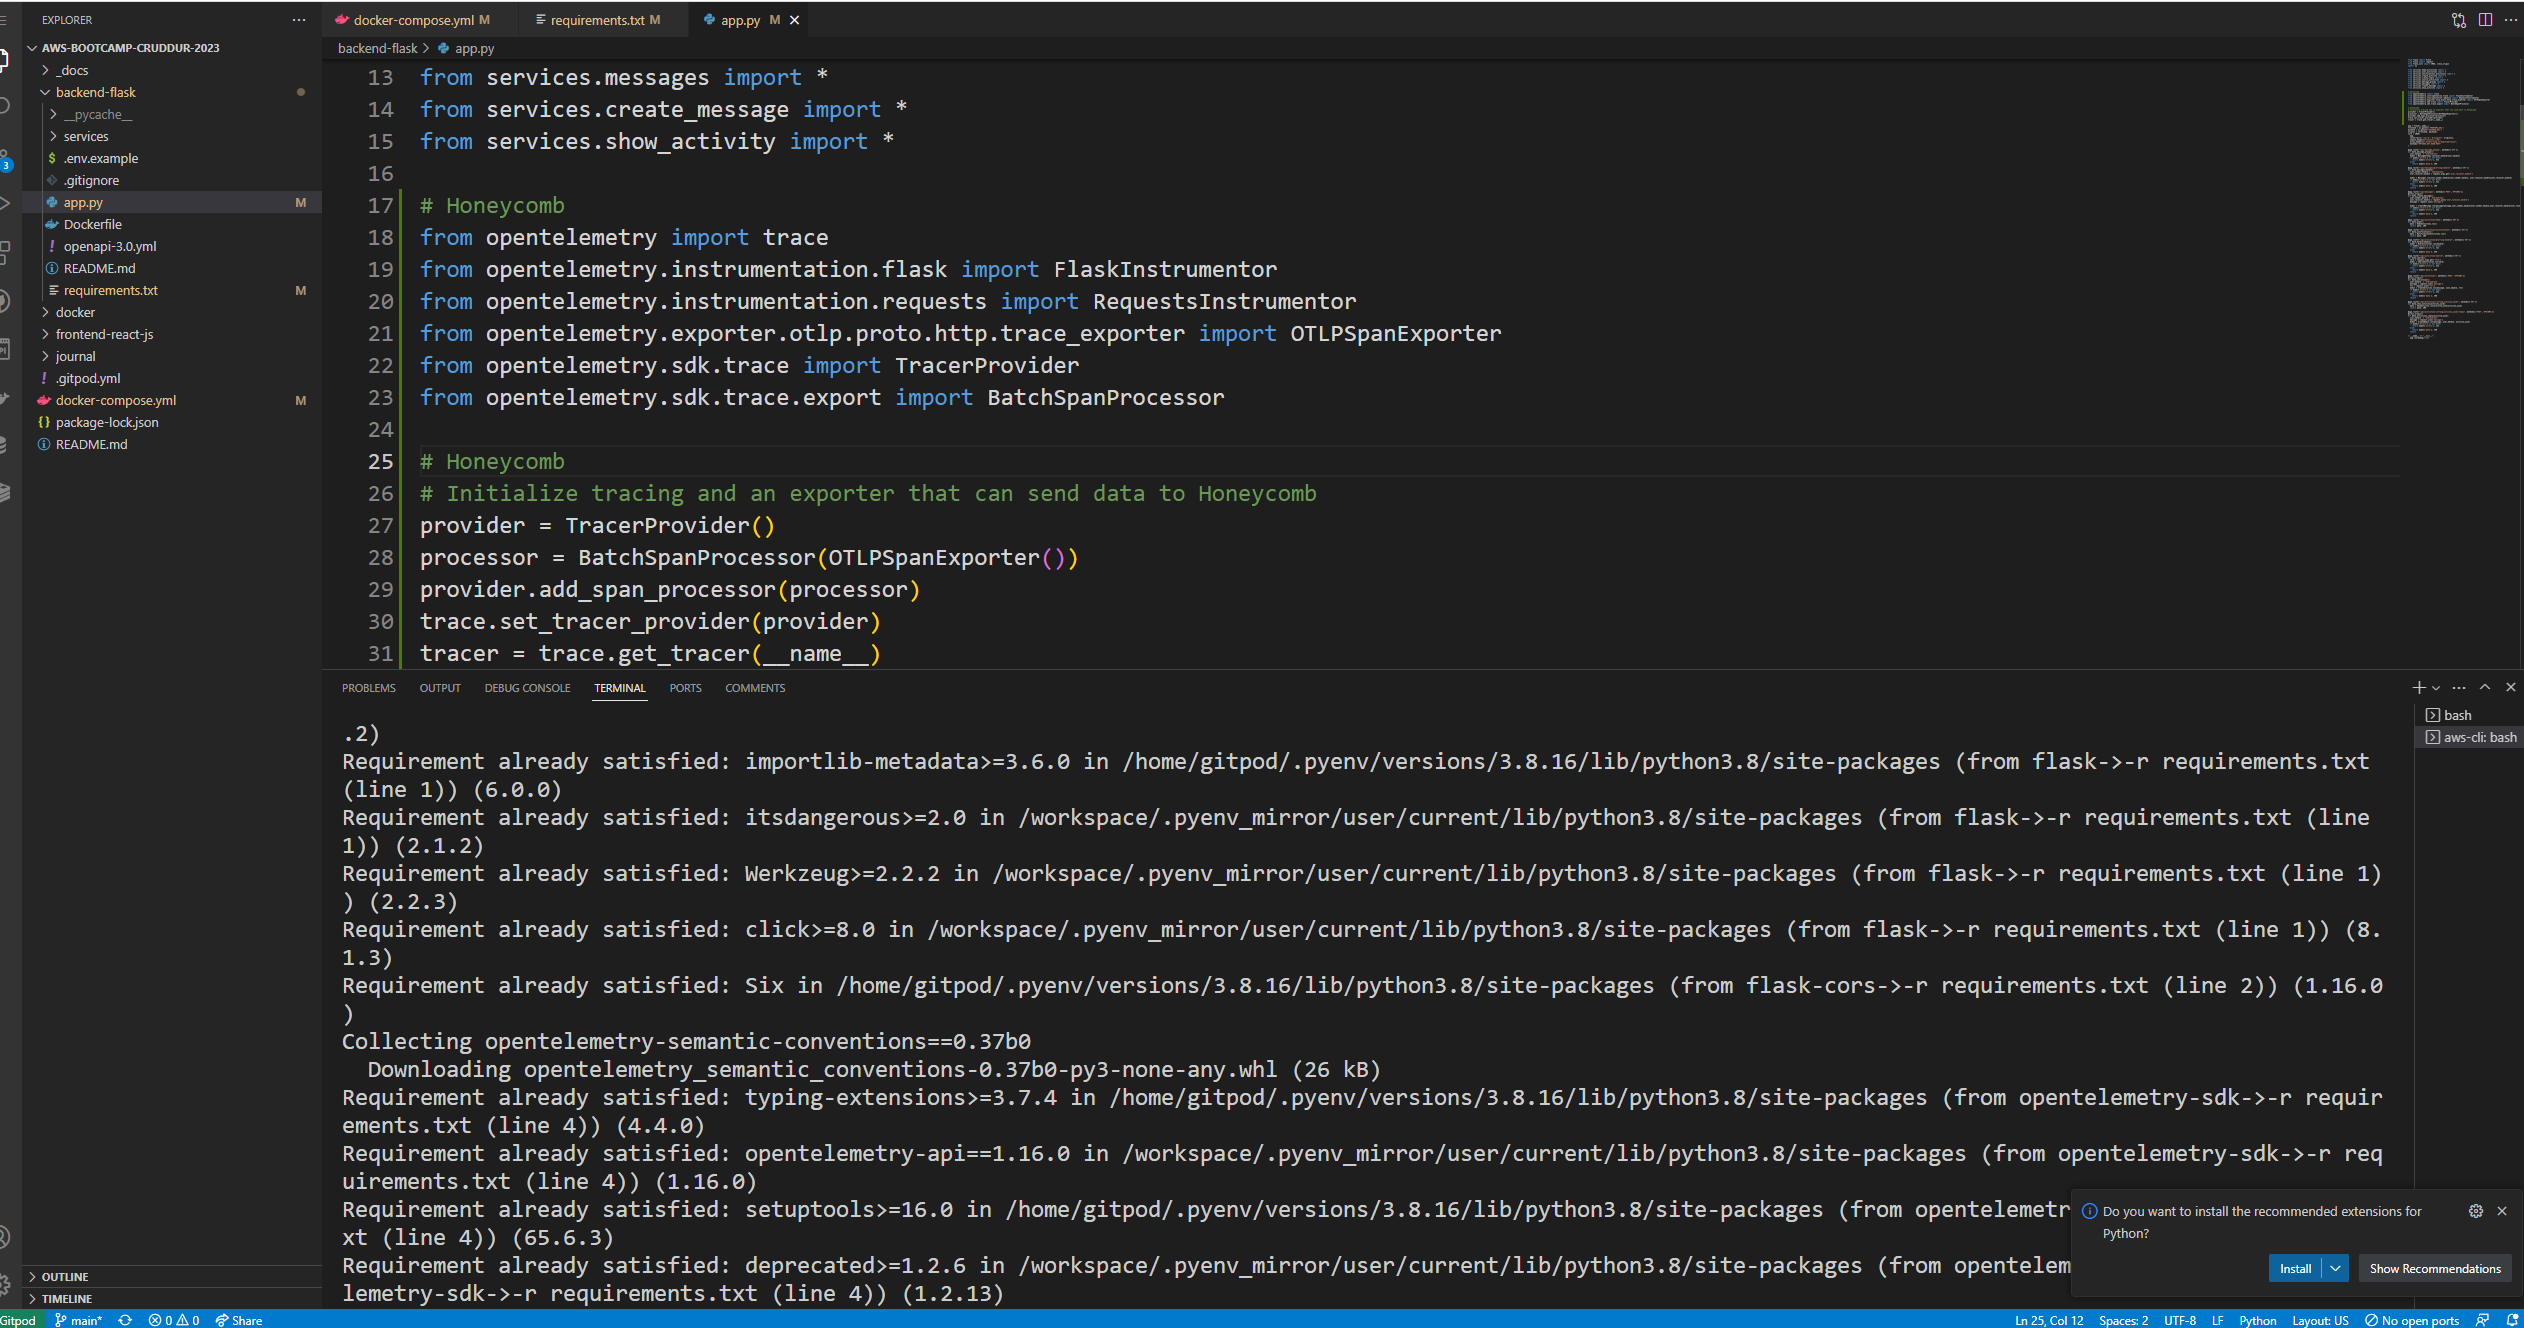 EXPLORER
AWS-BOOTCAMP-CRUDDUR-2023
_docs
backend-flask
__pycache__
services
.env.example
.gitignore
app.py M
Dockerfile
openapi-3.0.yml
README.md
requirements.txt M
docker
frontend-react-js
journal
.gitpod.yml
docker-compose.yml M
package-lock.json
README.md
OUTLINE
TIMELINE
3
docker-compose.yml M requirements.txt M app.py M
backend-flask > app.py
13 from services.messages import *
14 from services.create_message import *
15 from services.show_activity import *
16
17 # Honeycomb
18 from opentelemetry import trace
19 from opentelemetry.instrumentation.flask import FlaskInstrumentor
20 from opentelemetry.instrumentation.requests import RequestsInstrumentor
21 from opentelemetry.exporter.otlp.proto.http.trace_exporter import OTLPSpanExporter
22 from opentelemetry.sdk.trace import TracerProvider
23 from opentelemetry.sdk.trace.export import BatchSpanProcessor
24
25 # Honeycomb
26 # Initialize tracing and an exporter that can send data to Honeycomb
27 provider = TracerProvider()
28 processor = BatchSpanProcessor(OTLPSpanExporter())
29 provider.add_span_processor(processor)
30 trace.set_tracer_provider(provider)
31 tracer = trace.get_tracer(__name__)
PROBLEMS OUTPUT DEBUG CONSOLE TERMINAL PORTS COMMENTS
.2)
Requirement already satisfied: importlib-metadata>=3.6.0 in /home/gitpod/.pyenv/versions/3.8.16/lib/python3.8/site-packages (from flask->-r requirements.txt
(line 1)) (6.0.0)
Requirement already satisfied: itsdangerous>=2.0 in /workspace/.pyenv_mirror/user/current/lib/python3.8/site-packages (from flask->-r requirements.txt (line
1)) (2.1.2)
Requirement already satisfied: Werkzeug>=2.2.2 in /workspace/.pyenv_mirror/user/current/lib/python3.8/site-packages (from flask->-r requirements.txt (line 1)
) (2.2.3)
Requirement already satisfied: click>=8.0 in /workspace/.pyenv_mirror/user/current/lib/python3.8/site-packages (from flask->-r requirements.txt (line 1)) (8.
1.3)
Requirement already satisfied: Six in /home/gitpod/.pyenv/versions/3.8.16/lib/python3.8/site-packages (from flask-cors->-r requirements.txt (line 2)) (1.16.0
)
Collecting opentelemetry-semantic-conventions==0.37b0
Downloading opentelemetry_semantic_conventions-0.37b0-py3-none-any.whl (26 kB)
Requirement already satisfied: typing-extensions>=3.7.4 in /home/gitpod/.pyenv/versions/3.8.16/lib/python3.8/site-packages (from opentelemetry-sdk->-r requir
ements.txt (line 4)) (4.4.0)
Requirement already satisfied: opentelemetry-api==1.16.0 in /workspace/.pyenv_mirror/user/current/lib/python3.8/site-packages (from opentelemetry-sdk->-r req
uirements.txt (line 4)) (1.16.0)
Requirement already satisfied: setuptools>=16.0 in /home/gitpod/.pyenv/versions/3.8.16/lib/python3.8/site-packages (from opentelemetr
xt (line 4)) (65.6.3)
Requirement already satisfied: deprecated>=1.2.6 in /workspace/.pyenv_mirror/user/current/lib/python3.8/site-packages (from opentelem
lemetry-sdk->-r requirements.txt (line 4)) (1.2.13)
bash
aws-cli: bash
Do you want to install the recommended extensions for
Python?
Install Show Recommendations
Gitpod main* 0 0 Share Ln 25, Col 12 Spaces: 2 UTF-8 LF Python Layout: US No open ports